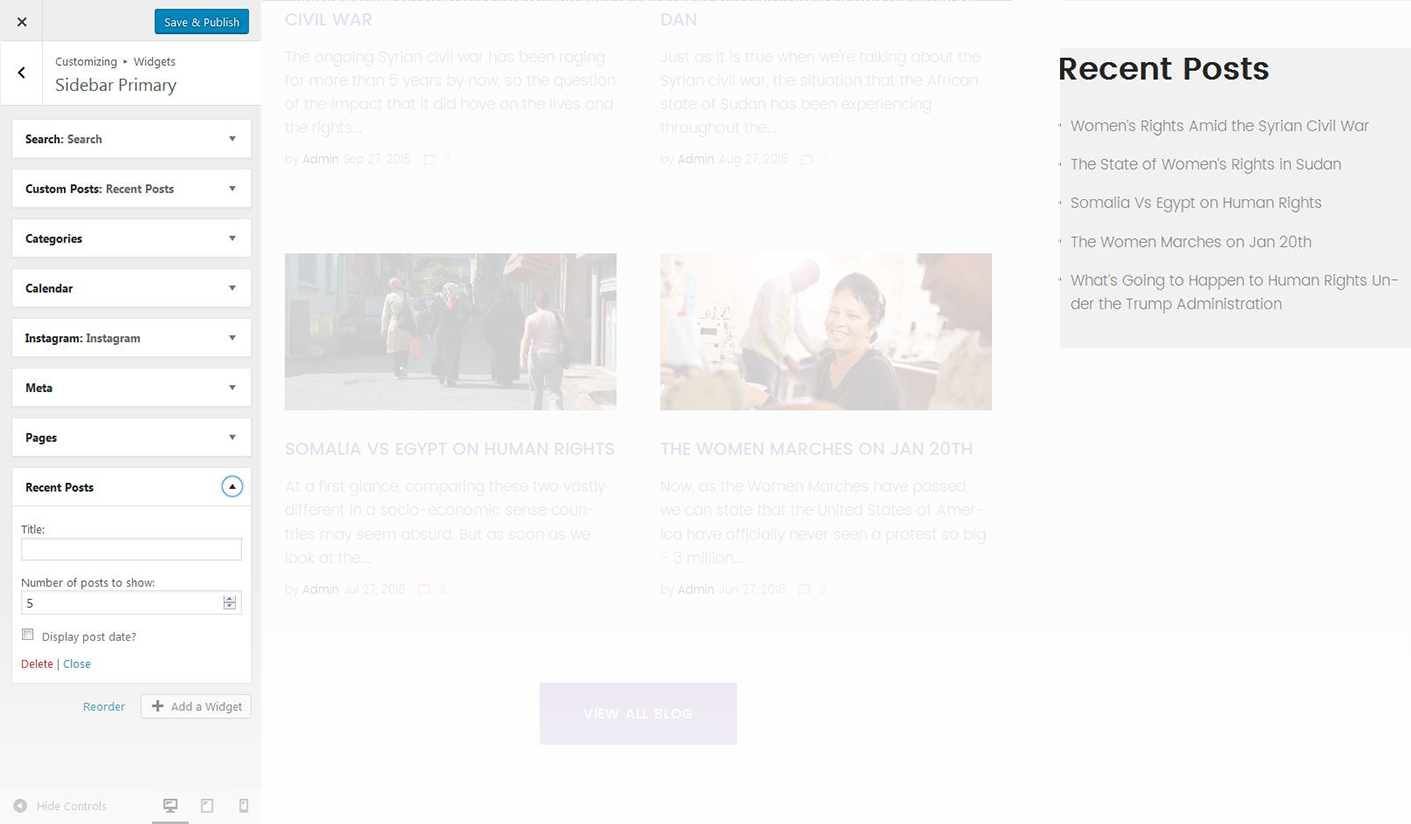 Save & Publish
Customizing ▸ Widgets
Sidebar Primary
Search: Search
Custom Posts: Recent Posts
Categories
Calendar
Instagram: Instagram
Meta
Pages
Recent Posts
Title:
Number of posts to show:
5
Display post date?
Delete | Close
Reorder
Add a Widget
Hide Controls
CIVIL WAR
The ongoing Syrian civil war has been raging
for more than 5 years by now, so the question
of the impact that it did have on the lives and
the rights...
by Admin Sep 27, 2016 3
DAN
Just as it is true when we're talking about the
Syrian civil war, the situation that the African
state of Sudan has been experiencing
throughout the...
by Admin Aug 27, 2016 3
SOMALIA VS EGYPT ON HUMAN RIGHTS
At a first glance, comparing these two vastly
different in a socio-economic sense coun-
tries may seem absurd. But as soon as we
look at the...
by Admin Jul 27, 2016 3
THE WOMEN MARCHES ON JAN 20TH
Now, as the Women Marches have passed,
we can state that the United States of Amer-
ica have officially never seen a protest so big
– 3 million...
by Admin Jun 27, 2016 3
VIEW ALL BLOG
Recent Posts
Women's Rights Amid the Syrian Civil War
The State of Women's Rights in Sudan
Somalia Vs Egypt on Human Rights
The Women Marches on Jan 20th
What's Going to Happen to Human Rights Un-
der the Trump Administration